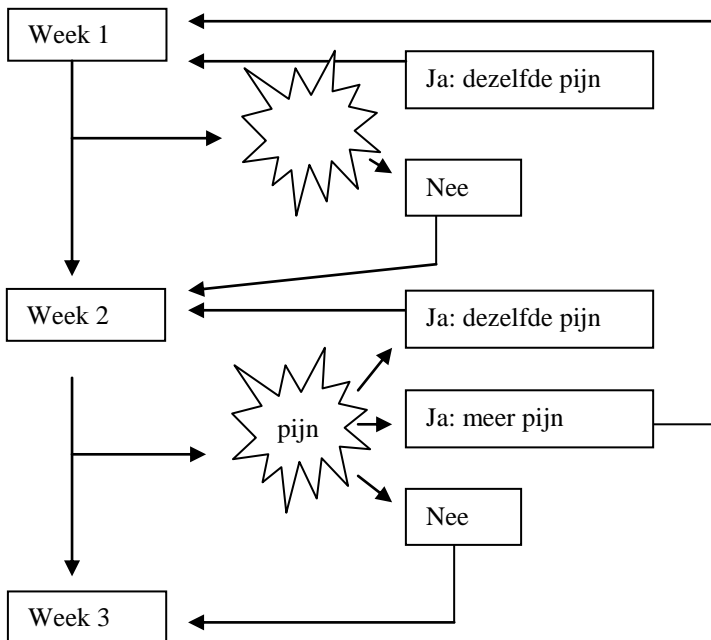 Week 1
Ja: dezelfde pijn
Nee
Week 2
Ja: dezelfde pijn
pijn
Ja: meer pijn
Nee
Week 3